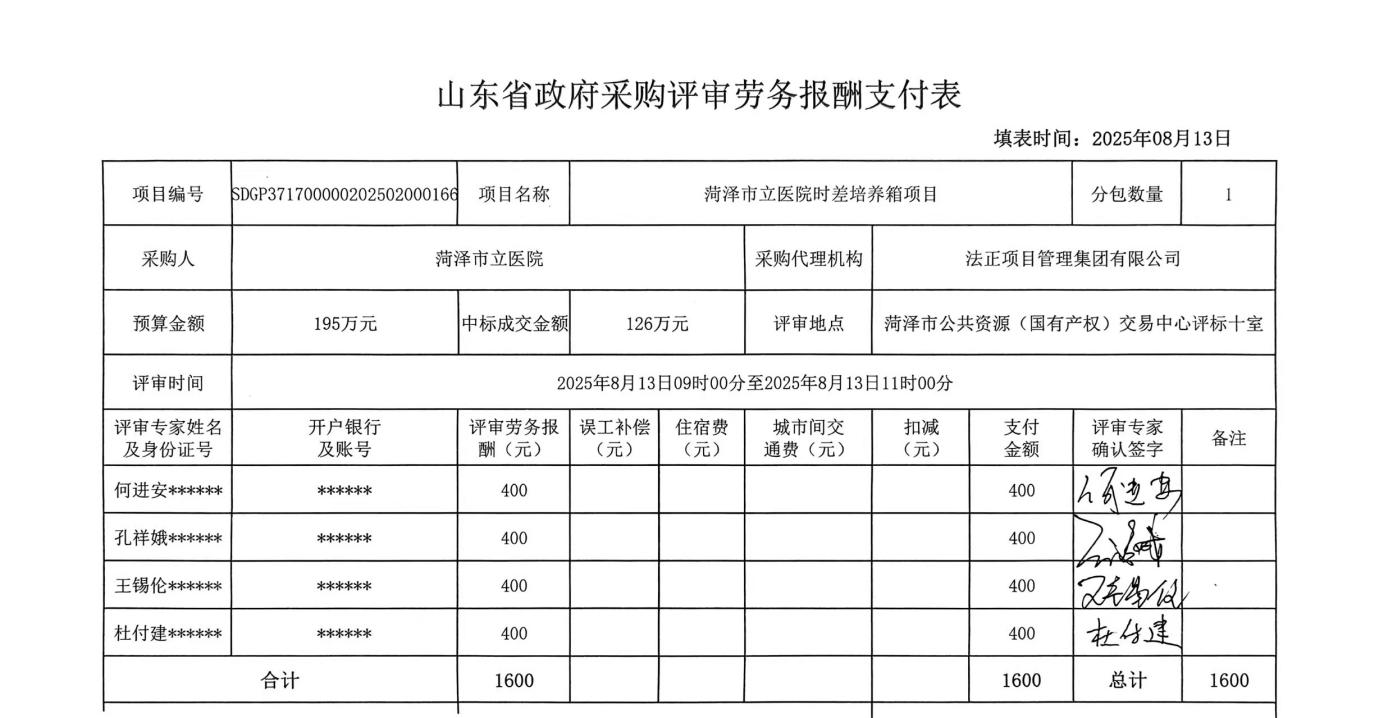 山东省政府采购评审劳务报酬支付表
填表时间：2025年08月13日
项目编号 SDGP371700000202502000166 项目名称 菏泽市立医院时差培养箱项目 分包数量 1
采购人 菏泽市立医院 采购代理机构 法正项目管理集团有限公司
预算金额 195万元 中标成交金额 126万元 评审地点 菏泽市公共资源（国有产权）交易中心评标十室
评审时间 2025年8月13日09时00分至2025年8月13日11时00分
评审专家姓名及身份证号 开户银行及账号 评审劳务报酬（元） 误工补偿（元） 住宿费（元） 城市间交通费（元） 扣减（元） 支付金额 评审专家确认签字 备注
何进安****** ****** 400 400 何进安
孔祥娥****** ****** 400 400
王锡伦****** ****** 400 400
杜付建****** ****** 400 400 杜付建
合计 1600 1600 总计 1600